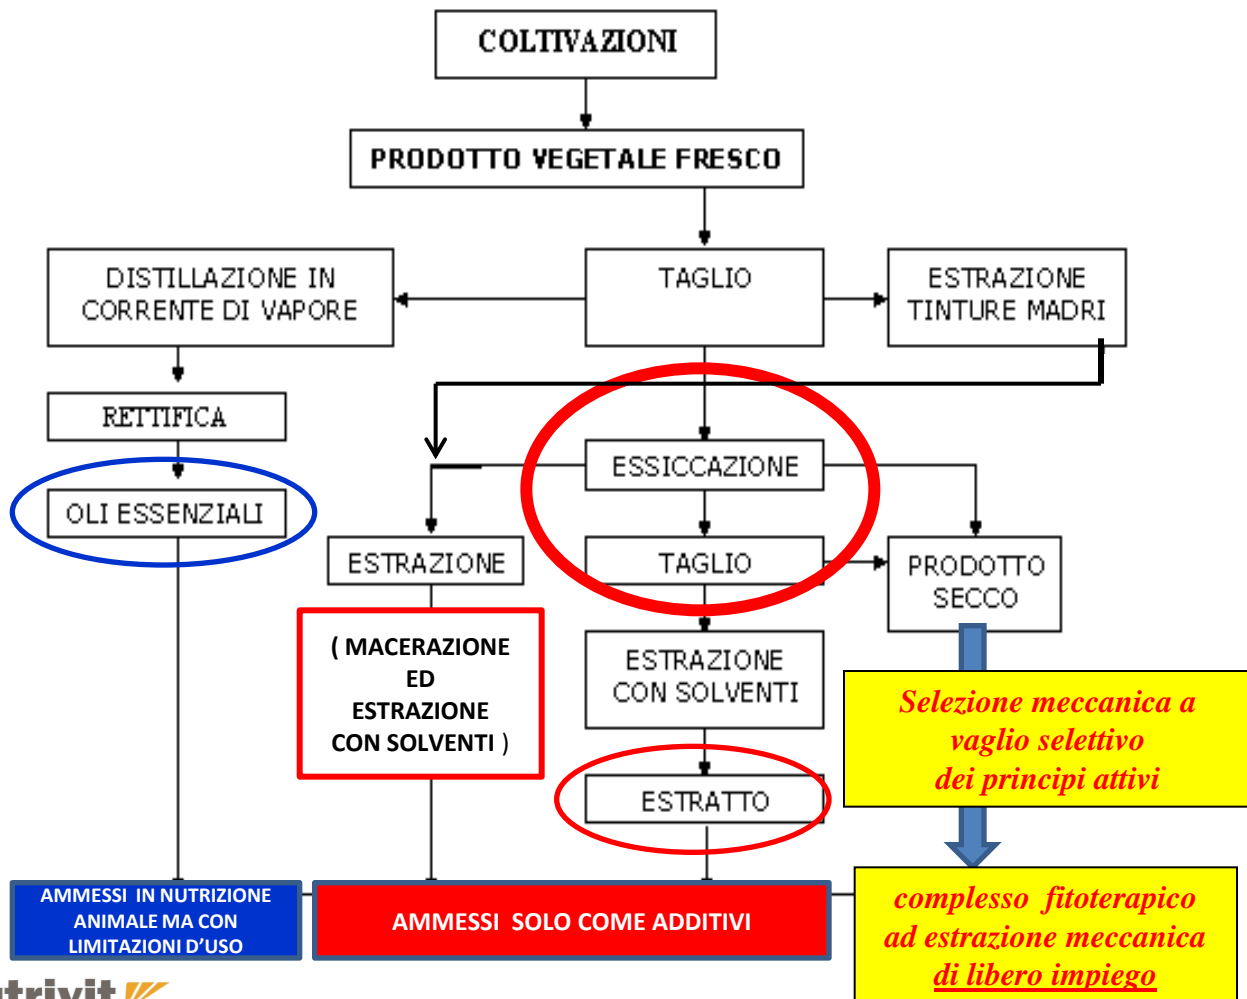 COLTIVAZIONI
PRODOTTO VEGETALE FRESCO
DISTILLAZIONE IN
CORRENTE DI VAPORE
TAGLIO
ESTRAZIONE
TINTURE MADRI
RETTIFICA
ESSICCAZIONE
OLI ESSENZIALI
ESTRAZIONE
TAGLIO
PRODOTTO
SECCO
( MACERAZIONE
ED
ESTRAZIONE
CON SOLVENTI )
ESTRAZIONE
CON SOLVENTI
Selezione meccanica a
vaglio selettivo
dei principi attivi
ESTRATTO
AMMESSI IN NUTRIZIONE
ANIMALE MA CON
LIMITAZIONI D'USO
AMMESSI SOLO COME ADDITIVI
complesso fitoterapico
ad estrazione meccanica
di libero impiego